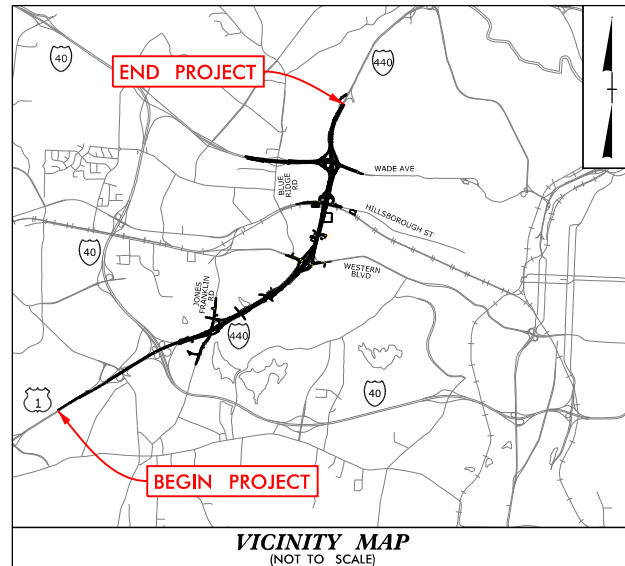 40
440
END PROJECT
WADE AVE
BLUE
RIDGE
RD
HILLSBOROUGH ST
40
WESTERN
BLVD
JONES
FRANKLIN
RD
440
40
1
BEGIN PROJECT
VICINITY MAP
(NOT TO SCALE)